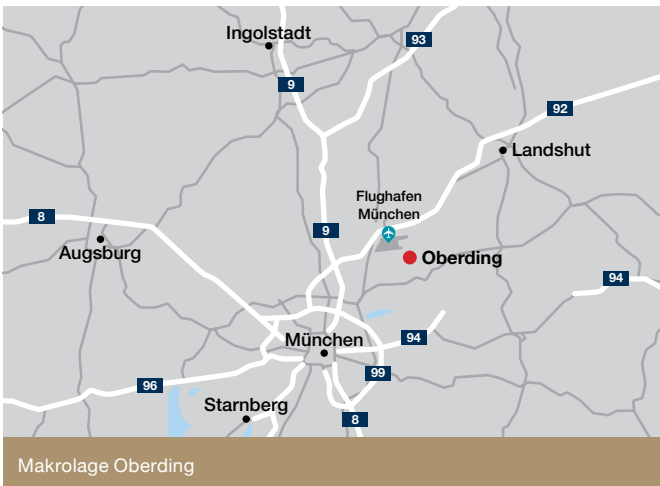 Ingolstadt
93
9
92
Landshut
Flughafen
München
8
9
Augsburg
Oberding
94
94
München
99
96
Starnberg
8
Makrolage Oberding